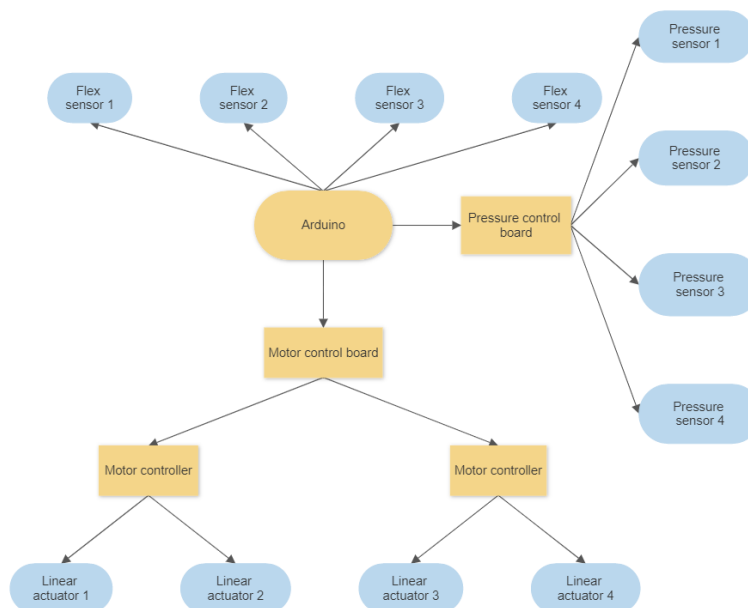 Pressure
sensor 1
Flex
sensor 1
Flex
sensor 2
Flex
sensor 3
Flex
sensor 4
Pressure
sensor 2
Arduino
Pressure control
board
Pressure
sensor 3
Motor control board
Pressure
sensor 4
Motor controller
Motor controller
Linear
actuator 1
Linear
actuator 2
Linear
actuator 3
Linear
actuator 4